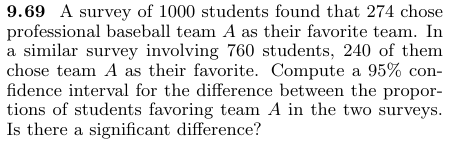 9.69 A survey of 1000 students found that 274 chose
professional baseball team A as their favorite team. In
a similar survey involving 760 students, 240 of them
chose team A as their favorite. Compute a 95% con-
fidence interval for the difference between the propor-
tions of students favoring team A in the two surveys.
Is there a significant difference?